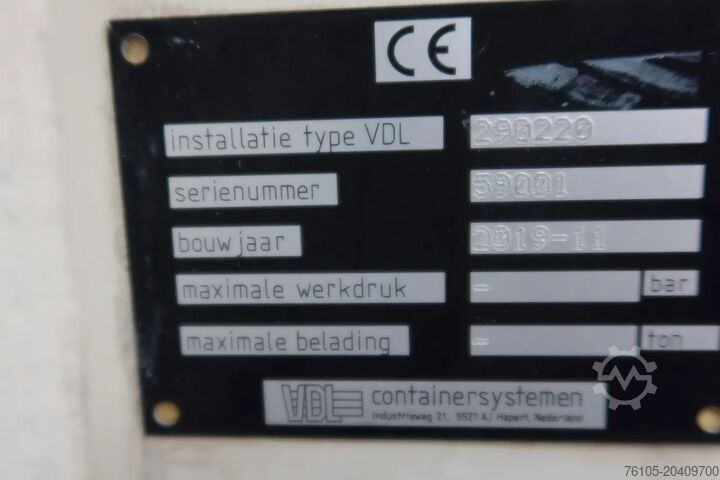 CE
installatie type VDL 290220
serienummer 59001
bouwjaar 2019-11
maximale werkdruk - bar
maximale belading - ton
VDL containersystemen
Industrieweg 21, 5527 AJ Hapert, Nederland
76105-20409700